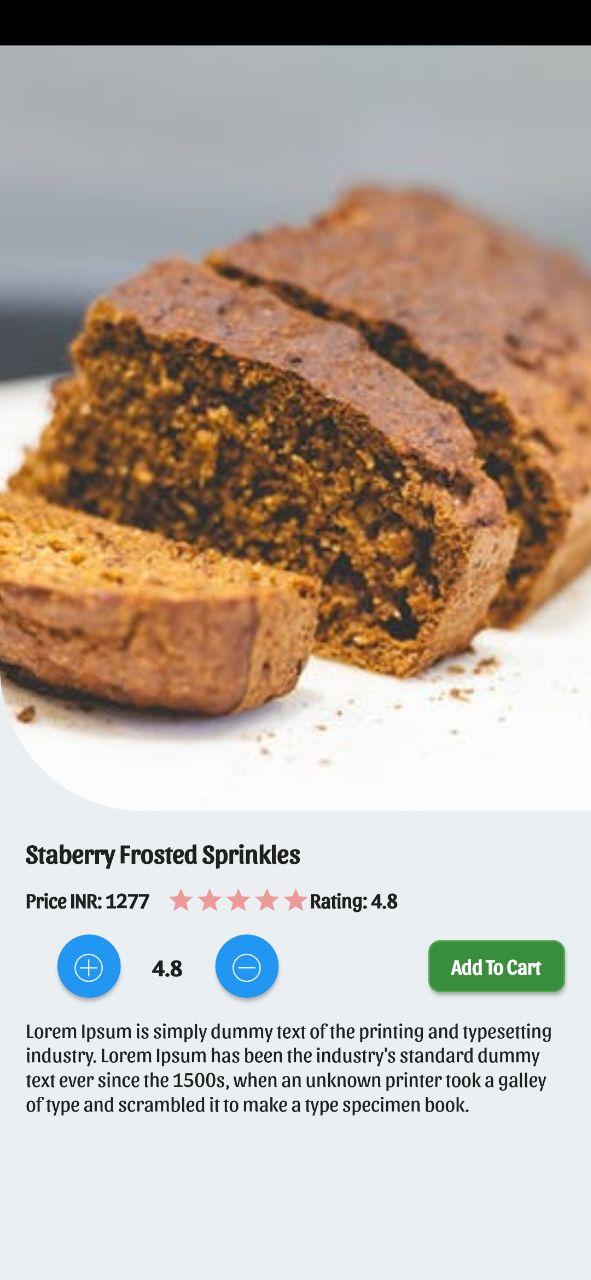 Staberry Frosted Sprinkles
Price INR: 1277 Rating: 4.8
4.8 Add To Cart
Lorem Ipsum is simply dummy text of the printing and typesetting
industry. Lorem Ipsum has been the industry's standard dummy
text ever since the 1500s, when an unknown printer took a galley
of type and scrambled it to make a type specimen book.